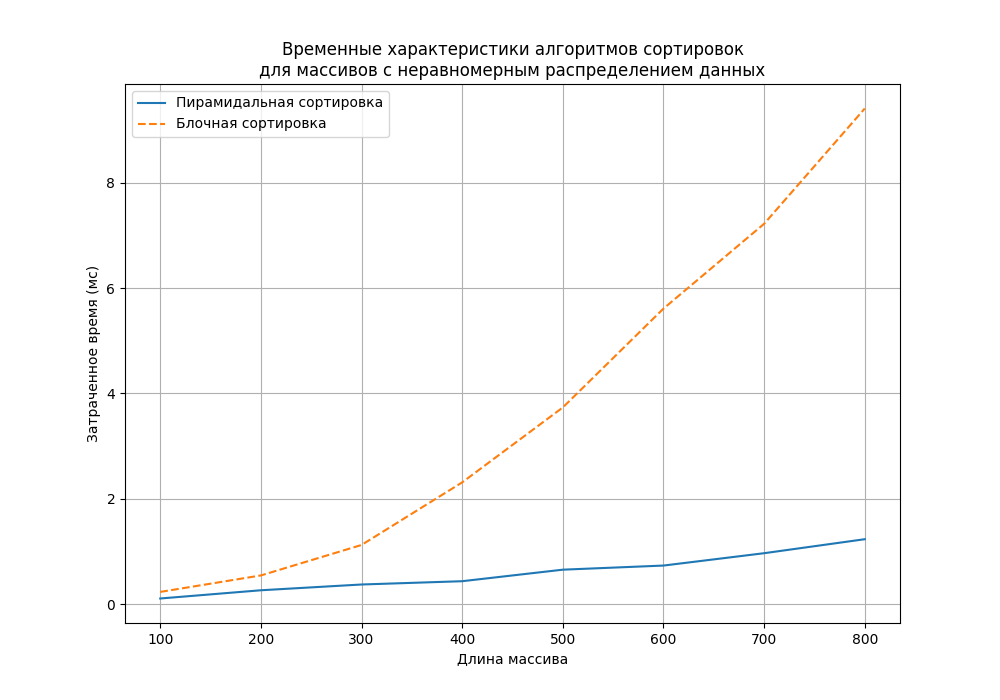 Временные характеристики алгоритмов сортировок
для массивов с неравномерным распределением данных
Пирамидальная сортировка
Блочная сортировка
Затраченное время (мс)
8
6
4
2
0
100 200 300 400 500 600 700 800
Длина массива